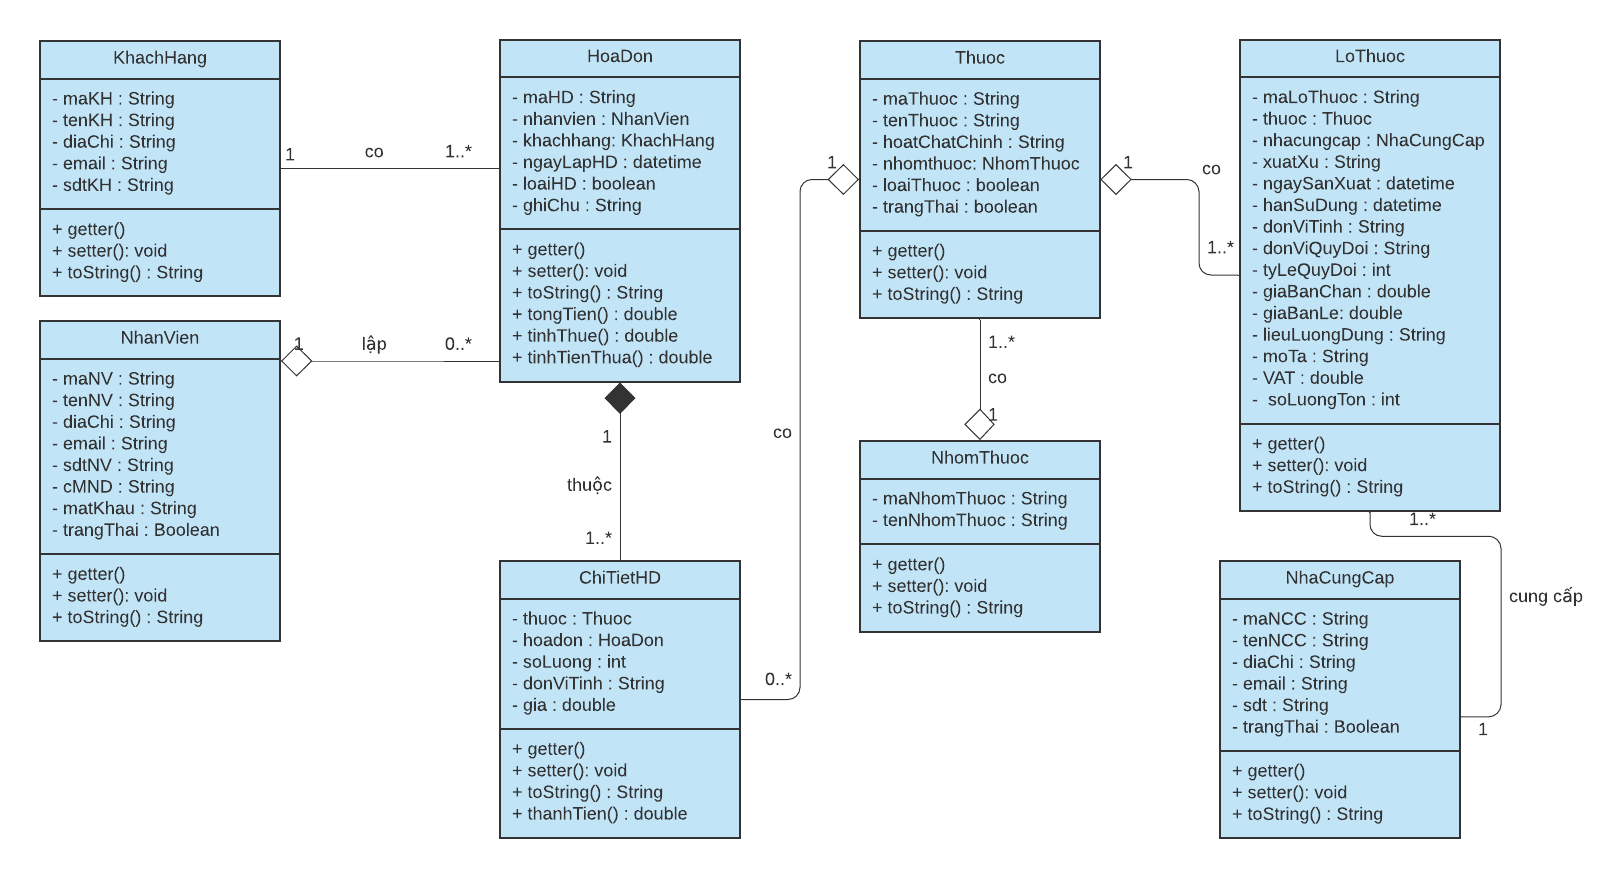 KhachHang
- maKH : String
- tenKH : String
- diaChi : String
- email : String
- sdtKH : String
+ getter()
+ setter(): void
+ toString() : String
1
co
1..*
HoaDon
- maHD : String
- nhanvien : NhanVien
- khachhang: KhachHang
- ngayLapHD : datetime
- loaiHD : boolean
- ghiChu : String
+ getter()
+ setter(): void
+ toString() : String
+ tongTien() : double
+ tinhThue() : double
+ tinhTienThua() : double
NhanVien
- maNV : String
- tenNV : String
- diaChi : String
- email : String
- sdtNV : String
- cMND : String
- matKhau : String
- trangThai : Boolean
+ getter()
+ setter(): void
+ toString() : String
1
lập
0..*
1
thuộc
1..*
ChiTietHD
- thuoc : Thuoc
- hoadon : HoaDon
- soLuong : int
- donViTinh : String
- gia : double
+ getter()
+ setter(): void
+ toString() : String
+ thanhTien() : double
1
co
0..*
Thuoc
- maThuoc : String
- tenThuoc : String
- hoatChatChinh : String
- nhomthuoc: NhomThuoc
- loaiThuoc : boolean
- trangThai : boolean
+ getter()
+ setter(): void
+ toString() : String
1..*
co
1
NhomThuoc
- maNhomThuoc : String
- tenNhomThuoc : String
+ getter()
+ setter(): void
+ toString() : String
1
co
1..*
LoThuoc
- maLoThuoc : String
- thuoc : Thuoc
- nhacungcap : NhaCungCap
- xuatXu : String
- ngaySanXuat : datetime
- hanSuDung : datetime
- donViTinh : String
- donViQuyDoi : String
- tyLeQuyDoi : int
- giaBanChan : double
- giaBanLe: double
- lieuLuongDung : String
- moTa : String
- VAT : double
- soLuongTon : int
+ getter()
+ setter(): void
+ toString() : String
1..*
cung cấp
1
NhaCungCap
- maNCC : String
- tenNCC : String
- diaChi : String
- email : String
- sdt : String
- trangThai : Boolean
+ getter()
+ setter(): void
+ toString() : String